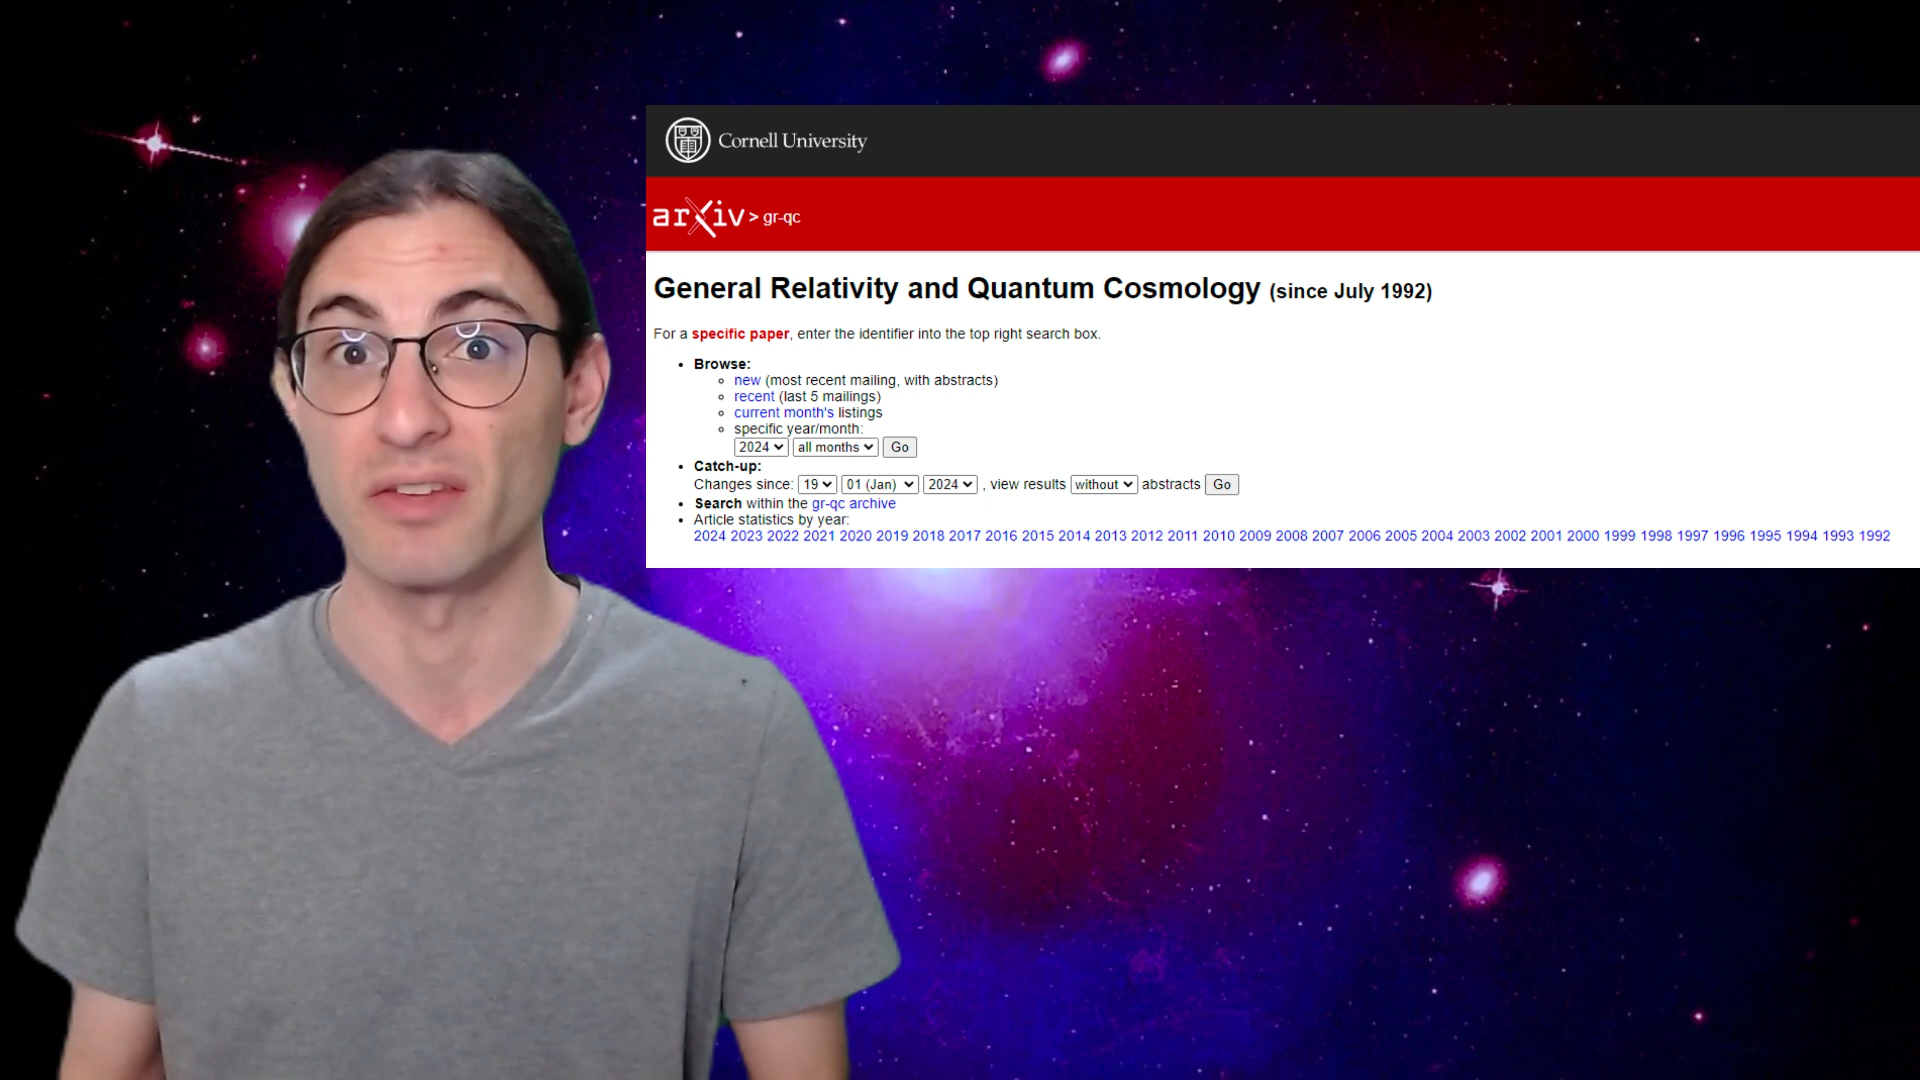 Cornell University
arXiv > gr-qc
General Relativity and Quantum Cosmology (since July 1992)
For a specific paper, enter the identifier into the top right search box.
• Browse:
◦ new (most recent mailing, with abstracts)
◦ recent (last 5 mailings)
◦ current month's listings
◦ specific year/month:
2024 all months Go
• Catch-up:
Changes since: 19 01 (Jan) 2024 , view results without abstracts Go
• Search within the gr-qc archive
• Article statistics by year:
2024 2023 2022 2021 2020 2019 2018 2017 2016 2015 2014 2013 2012 2011 2010 2009 2008 2007 2006 2005 2004 2003 2002 2001 2000 1999 1998 1997 1996 1995 1994 1993 1992